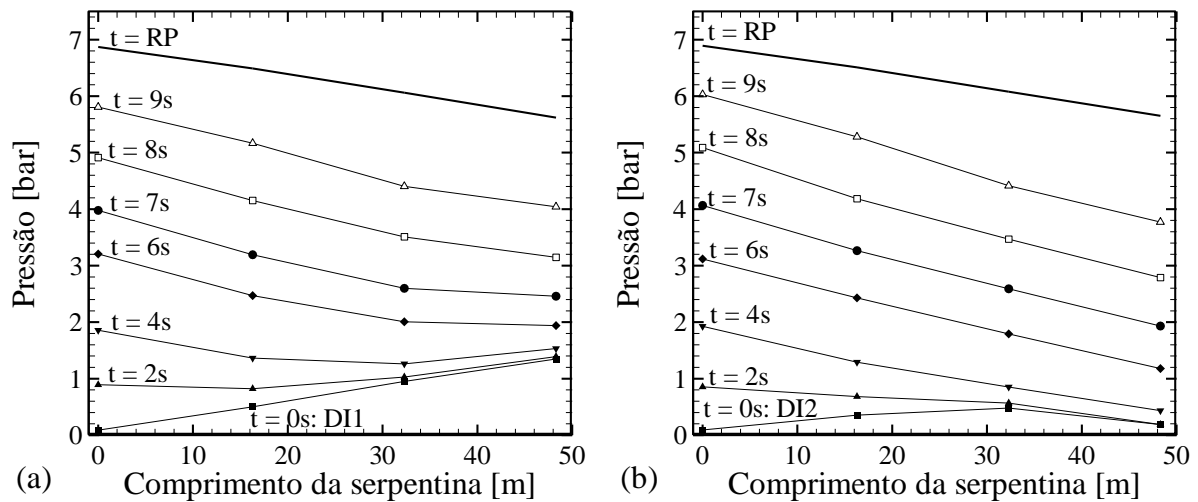 Pressão [bar]
7
6
5
4
3
2
1
0
t = RP
t = 9s
t = 8s
t = 7s
t = 6s
t = 4s
t = 2s
t = 0s: DI1
0 10 20 30 40 50
(a)
Comprimento da serpentina [m]
Pressão [bar]
7
6
5
4
3
2
1
0
t = RP
t = 9s
t = 8s
t = 7s
t = 6s
t = 4s
t = 2s
t = 0s: DI2
0 10 20 30 40 50
(b)
Comprimento da serpentina [m]